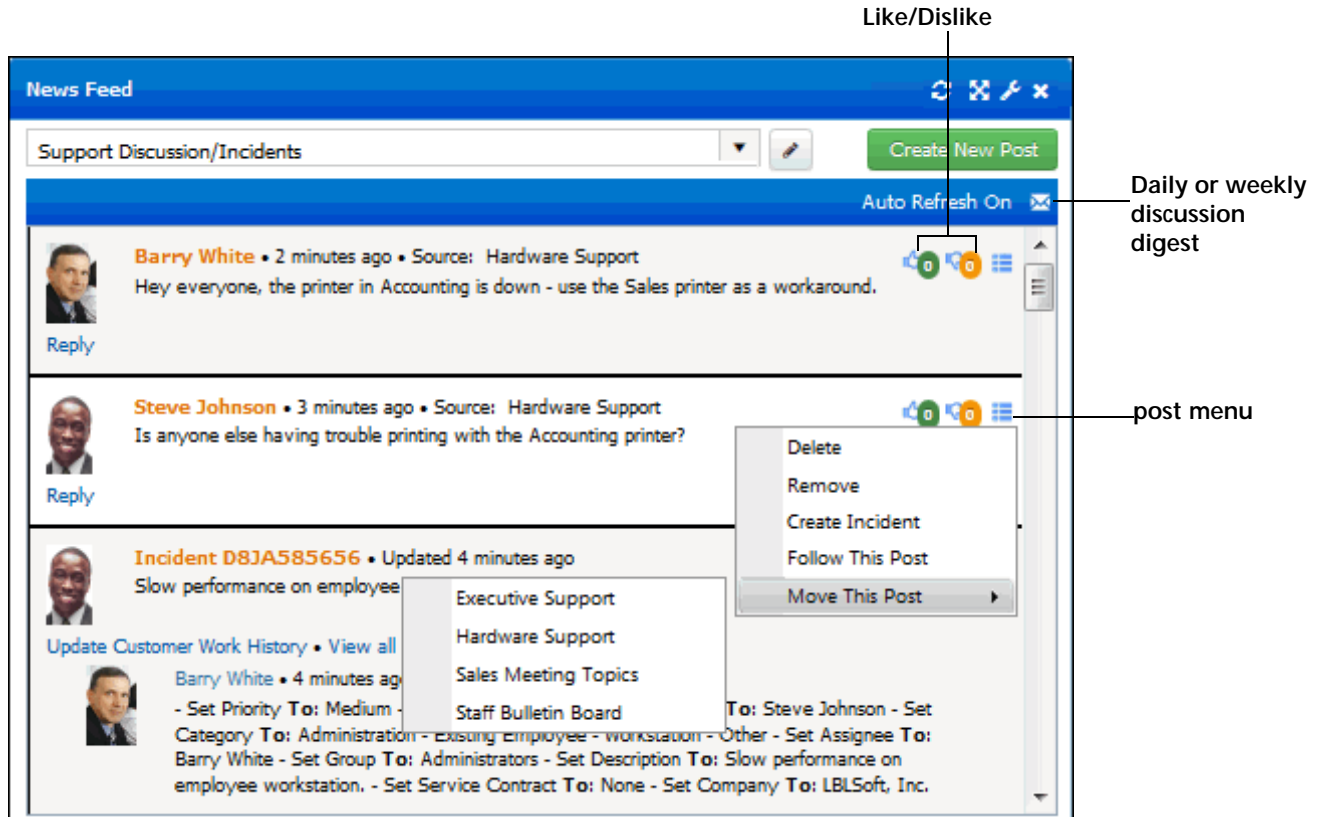 Like/Dislike
News Feed
Support Discussion/Incidents
Create New Post
Auto Refresh On
Daily or weekly
discussion
digest
Barry White • 2 minutes ago • Source: Hardware Support
0 0
Hey everyone, the printer in Accounting is down - use the Sales printer as a workaround.
Reply
Steve Johnson • 3 minutes ago • Source: Hardware Support
0 0
post menu
Is anyone else having trouble printing with the Accounting printer?
Reply
Delete
Remove
Create Incident
Follow This Post
Move This Post
Incident D8JA585656 • Updated 4 minutes ago
Slow performance on employee
Executive Support
Hardware Support
Sales Meeting Topics
Staff Bulletin Board
Update Customer Work History • View all
Barry White • 4 minutes ag
- Set Priority To: Medium - To: Steve Johnson - Set
Category To: Administration - Existing Employee - Workstation - Other - Set Assignee To:
Barry White - Set Group To: Administrators - Set Description To: Slow performance on
employee workstation. - Set Service Contract To: None - Set Company To: LBLSoft, Inc.